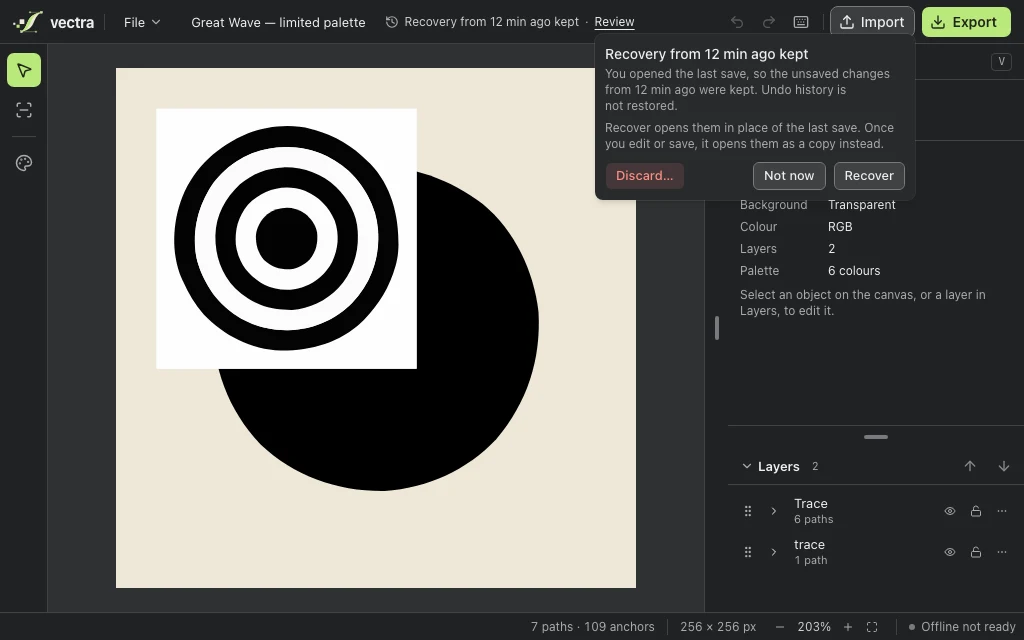 vectra
File
Great Wave — limited palette
Recovery from 12 min ago kept · Review
Import
Export
Recovery from 12 min ago kept
You opened the last save, so the unsaved changes
from 12 min ago were kept. Undo history is
not restored.
Recover opens them in place of the last save. Once
you edit or save, it opens them as a copy instead.
Discard...
Not now
Recover
V
Background Transparent
Colour RGB
Layers 2
Palette 6 colours
Select an object on the canvas, or a layer in
Layers, to edit it.
Layers 2
Trace
6 paths
trace
1 path
7 paths · 109 anchors
256 × 256 px
203%
Offline not ready